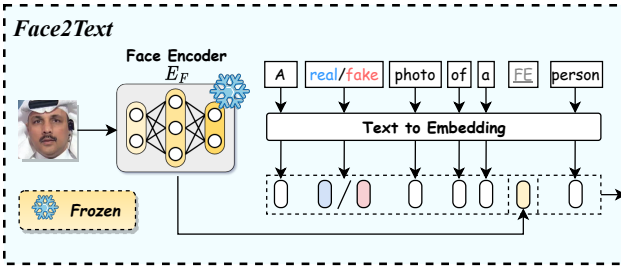 Face2Text
Face Encoder
E_F
A real/fake photo of a FE person
Text to Embedding
/
Frozen